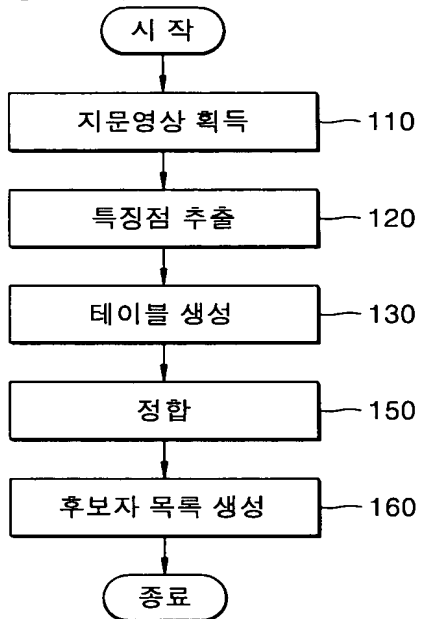 시 작
지문영상 획득 110
특징점 추출 120
테이블 생성 130
정합 150
후보자 목록 생성 160
종료